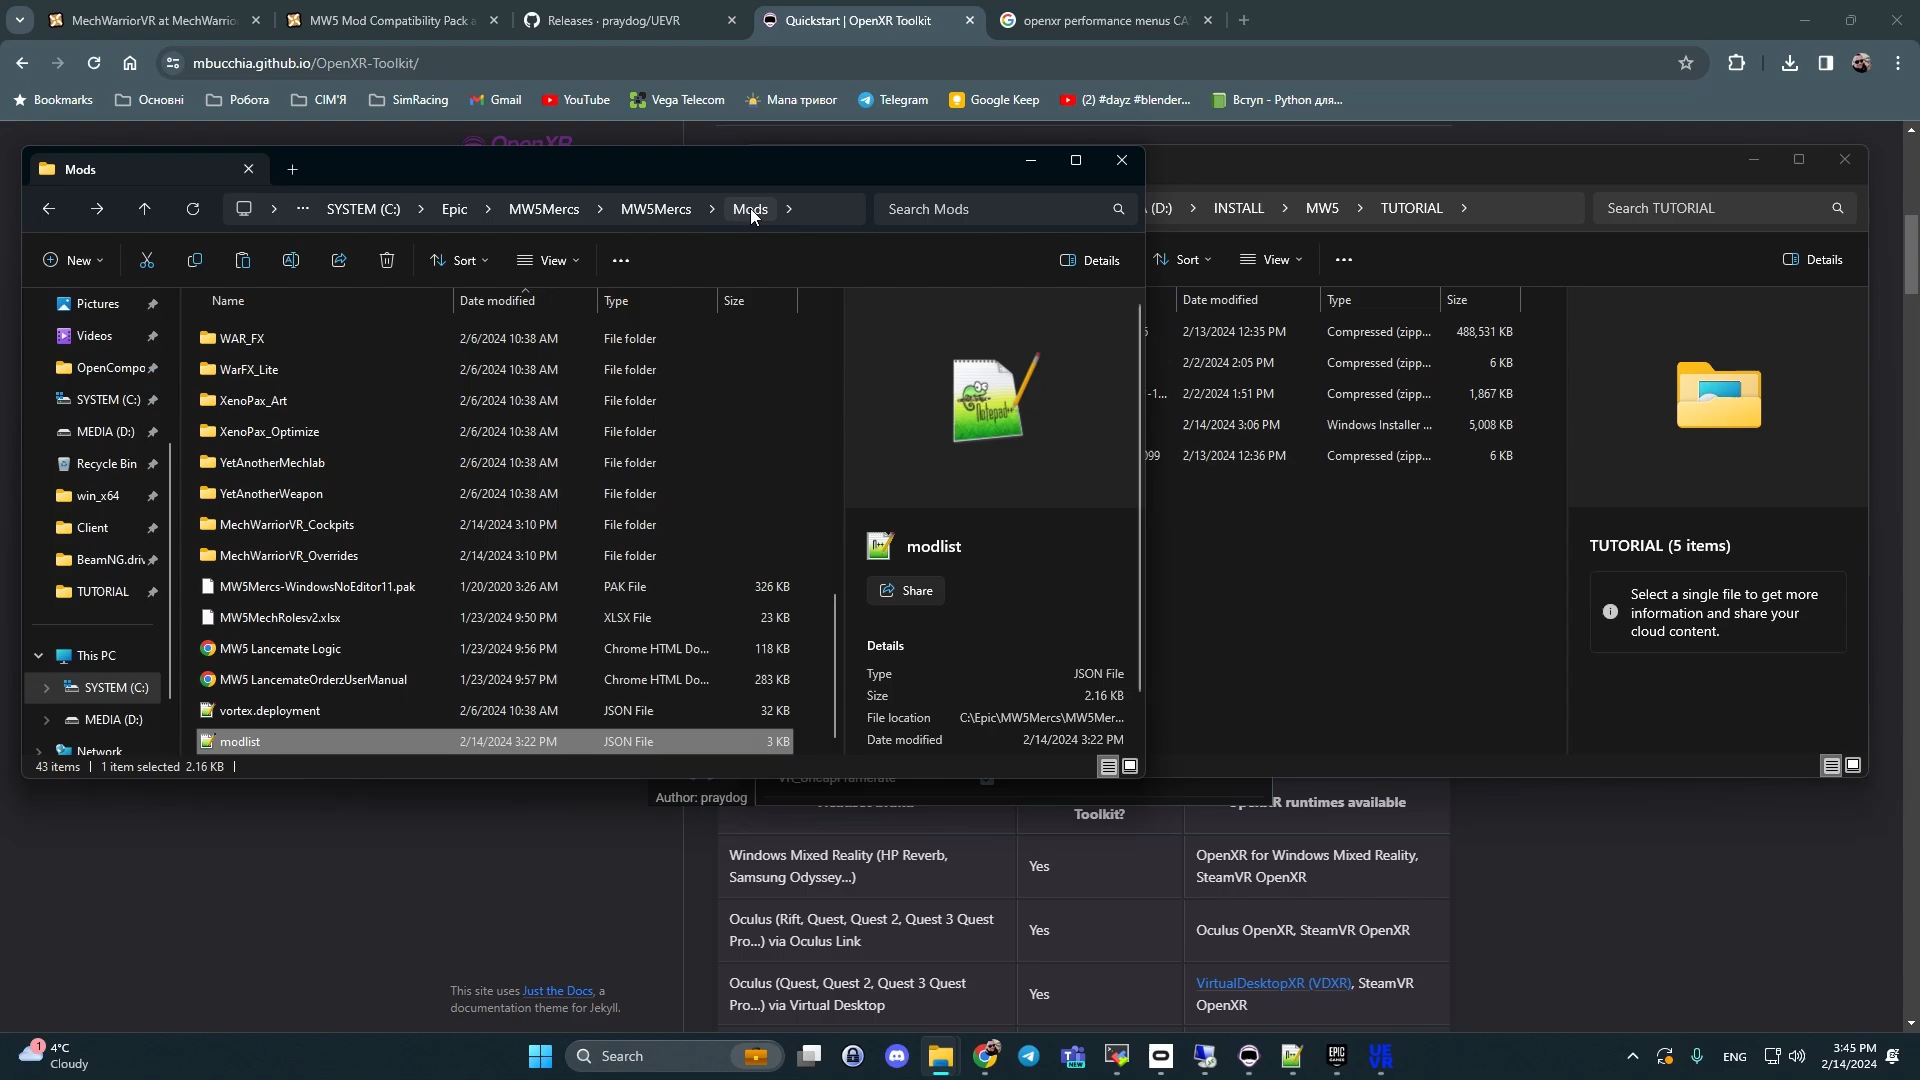 MechWarriorVR at MechWarrio
MW5 Mod Compatibility Pack a
Releases · praydog/UEVR
Quickstart | OpenXR Toolkit
openxr performance menus CA
mbucchia.github.io/OpenXR-Toolkit/
Bookmarks
Основні
Робота
СІМ'Я
SimRacing
Gmail
YouTube
Vega Telecom
Мапа тривог
Telegram
Google Keep
(2) #dayz #blender...
Вступ - Python для...
Mods
SYSTEM (C:) > Epic > MW5Mercs > MW5Mercs > Mods >
Search Mods
(D:) > INSTALL > MW5 > TUTORIAL >
Search TUTORIAL
New
Sort
View
Details
Sort
View
Details
Pictures
Videos
OpenCompo
SYSTEM (C:)
MEDIA (D:)
Recycle Bin
win_x64
Client
BeamNG.driv
TUTORIAL
This PC
SYSTEM (C:)
MEDIA (D:)
Network
Name Date modified Type Size
WAR_FX 2/6/2024 10:38 AM File folder
WarFX_Lite 2/6/2024 10:38 AM File folder
XenoPax_Art 2/6/2024 10:38 AM File folder
XenoPax_Optimize 2/6/2024 10:38 AM File folder
YetAnotherMechlab 2/6/2024 10:38 AM File folder
YetAnotherWeapon 2/6/2024 10:38 AM File folder
MechWarriorVR_Cockpits 2/14/2024 3:10 PM File folder
MechWarriorVR_Overrides 2/14/2024 3:10 PM File folder
MW5Mercs-WindowsNoEditor11.pak 1/20/2020 3:26 AM PAK File 326 KB
MW5MechRolesv2.xlsx 1/23/2024 9:50 PM XLSX File 23 KB
MW5 Lancemate Logic 1/23/2024 9:56 PM Chrome HTML Do... 118 KB
MW5 LancemateOrderzUserManual 1/23/2024 9:57 PM Chrome HTML Do... 283 KB
vortex.deployment 2/6/2024 10:38 AM JSON File 32 KB
modlist 2/14/2024 3:22 PM JSON File 3 KB
43 items | 1 item selected 2.16 KB |
modlist
Share
Details
Type JSON File
Size 2.16 KB
File location C:\Epic\MW5Mercs\MW5Mer...
Date modified 2/14/2024 3:22 PM
Date modified Type Size
2/13/2024 12:35 PM Compressed (zipp... 488,531 KB
2/2/2024 2:05 PM Compressed (zipp... 6 KB
-1... 2/2/2024 1:51 PM Compressed (zipp... 1,867 KB
2/14/2024 3:06 PM Windows Installer ... 5,008 KB
099 2/13/2024 12:36 PM Compressed (zipp... 6 KB
TUTORIAL (5 items)
Select a single file to get more
information and share your
cloud content.
Author: praydog
Toolkit?
R runtimes available
Windows Mixed Reality (HP Reverb,
Samsung Odyssey...)
Yes
OpenXR for Windows Mixed Reality,
SteamVR OpenXR
Oculus (Rift, Quest, Quest 2, Quest 3 Quest
Pro...) via Oculus Link
Yes
Oculus OpenXR, SteamVR OpenXR
Oculus (Quest, Quest 2, Quest 3 Quest
Pro...) via Virtual Desktop
Yes
VirtualDesktopXR (VDXR), SteamVR
OpenXR
This site uses Just the Docs, a
documentation theme for Jekyll.
1
4°C
Cloudy
Search
NEW
EPIC GAMES
UE VR
ENG
3:45 PM
2/14/2024